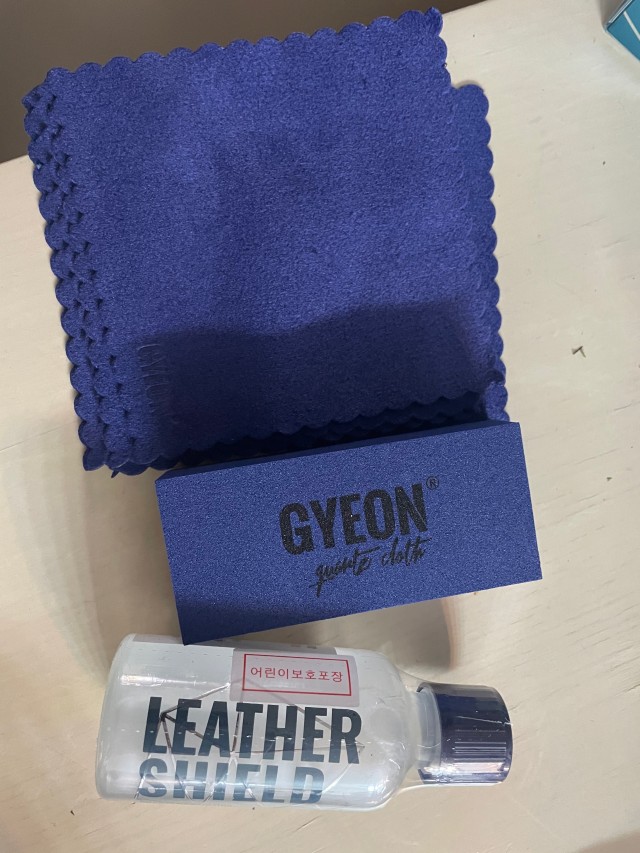 GYEON®
quartz cloth
어린이보호포장
LEATHER
SHIELD